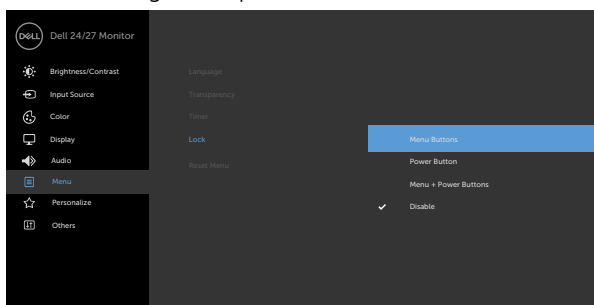 DELL Dell 24/27 Monitor
Brightness/Contrast
Input Source
Color
Display
Audio
Menu
Personalize
Others
Language
Transparency
Timer
Lock
Reset Menu
Menu Buttons
Power Button
Menu + Power Buttons
Disable